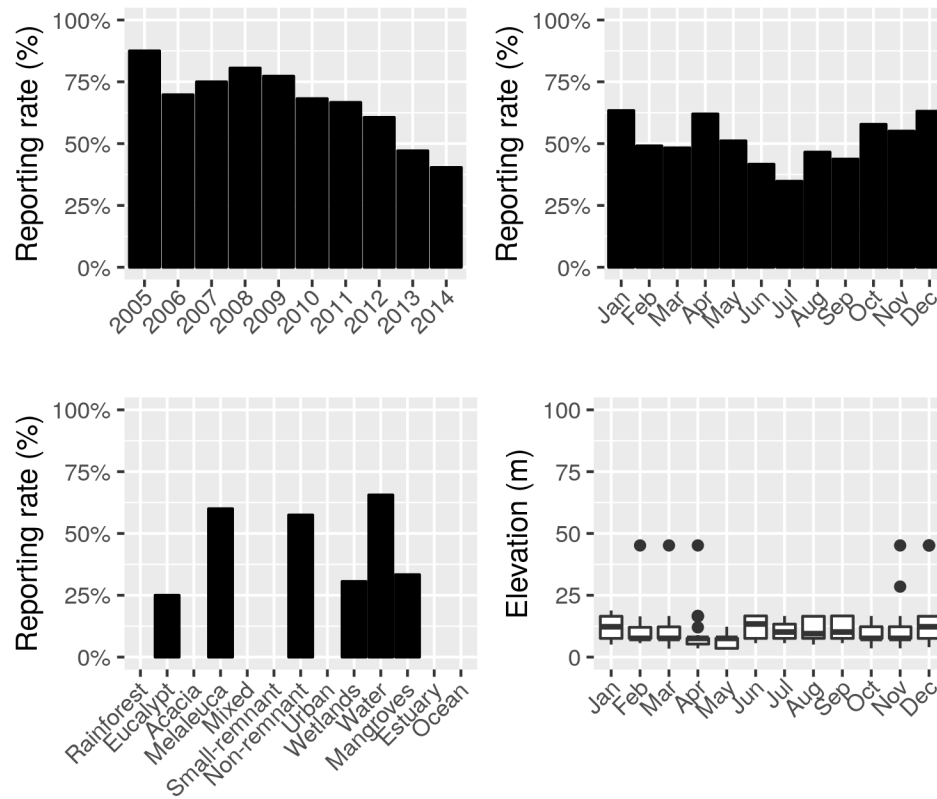 Reporting rate (%)
100%
75%
50%
25%
0%
2005 2006 2007 2008 2009 2010 2011 2012 2013 2014
Reporting rate (%)
100%
75%
50%
25%
0%
Jan Feb Mar Apr May Jun Jul Aug Sep Oct Nov Dec
Reporting rate (%)
100%
75%
50%
25%
0%
Rainforest Eucalypt Acacia Melaleuca Mixed Small-remnant Non-remnant Urban Wetlands Water Mangroves Estuary Ocean
Elevation (m)
100
75
50
25
0
Jan Feb Mar Apr May Jun Jul Aug Sep Oct Nov Dec